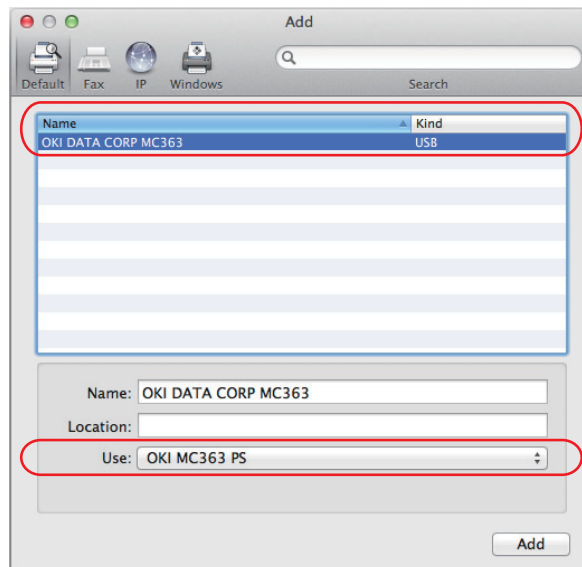 Add
Default Fax IP Windows Search
Name Kind
OKI DATA CORP MC363 USB
Name: OKI DATA CORP MC363
Location:
Use: OKI MC363 PS
Add